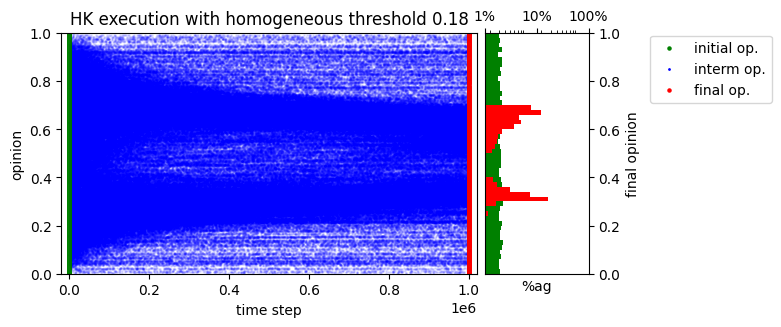 HK execution with homogeneous threshold 0.18
1% 10% 100%
1.0 1.0
0.8 0.8
0.6 0.6
0.4 0.4
0.2 0.2
0.0 0.0
opinion
final opinion
0.0 0.2 0.4 0.6 0.8 1.0
1e6
time step
%ag
initial op.
interm op.
final op.